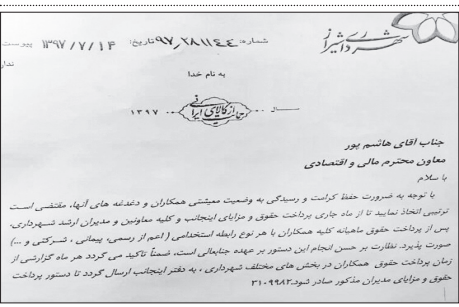 شهرداری شیراز
شماره: ۹۷٫۲۸۱۱۴۴ تاریخ: ۱۳۹۷/۷/۱۴ پیوست
ندار
به نام خدا
سال حمایت از کالای ایرانی ۱۳۹۷
جناب آقای هاشم پور
معاون محترم مالی و اقتصادی
با سلام
با توجه به ضرورت حفظ کرامت و رسیدگی به وضعیت معیشتی همکاران و دغدغه های آنها، مقتضی است
ترتیبی اتخاذ نمایید تا از ماه جاری پرداخت حقوق و مزایای اینجانب و کلیه معاونین و مدیران ارشد شهرداری،
پس از پرداخت حقوق ماهیانه کلیه همکاران با هر نوع رابطه استخدامی (اعم از رسمی، پیمانی ، شرکتی و ...)
صورت پذیرد. نظارت بر حسن انجام این دستور بر عهده جنابعالی است، ضمناً تاکید می گردد هر ماه گزارشی از
زمان پرداخت حقوق همکاران در بخش های مختلف شهرداری ، به دفتر اینجانب ارسال گردد تا دستور پرداخت
حقوق و مزایای مدیران مذکور صادر شود.۳۱۰۹۹۸۲